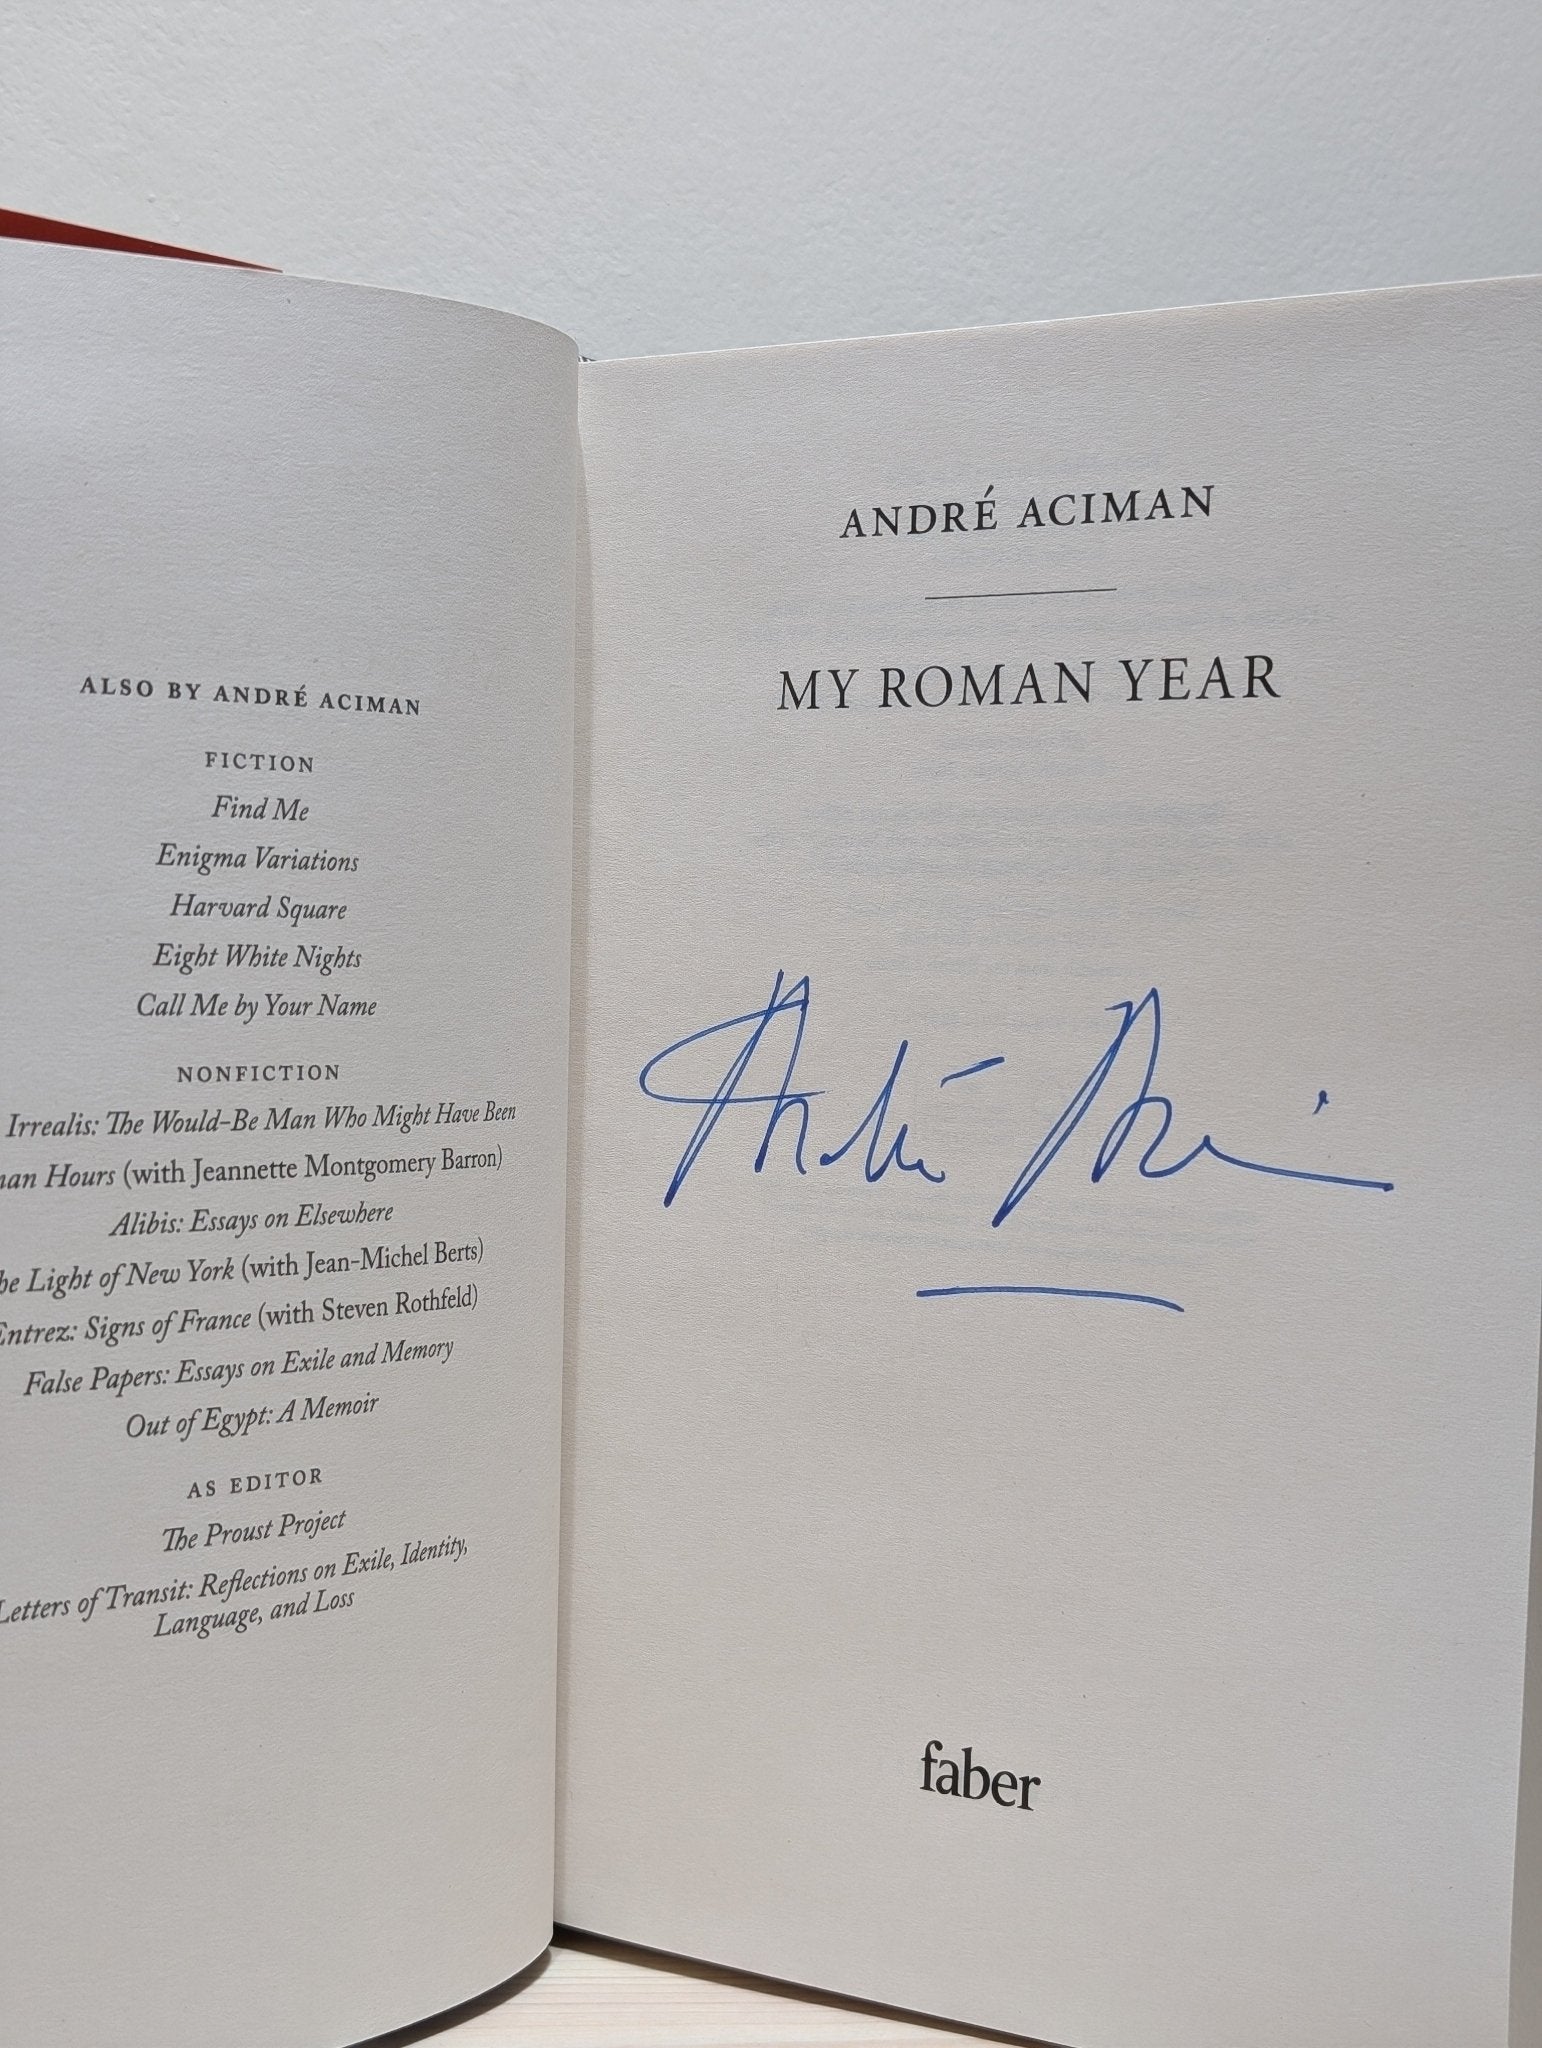 ALSO BY ANDRÉ ACIMAN
FICTION
Find Me
Enigma Variations
Harvard Square
Eight White Nights
Call Me by Your Name
NONFICTION
Irrealis: The Would-Be Man Who Might Have Been
Hours (with Jeannette Montgomery Barron)
Alibis: Essays on Elsewhere
Light of New York (with Jean-Michel Berts)
Entrez: Signs of France (with Steven Rothfeld)
False Papers: Essays on Exile and Memory
Out of Egypt: A Memoir
AS EDITOR
The Proust Project
Letters of Transit: Reflections on Exile, Identity,
Language, and Loss
ANDRÉ ACIMAN
MY ROMAN YEAR
André Aciman
faber